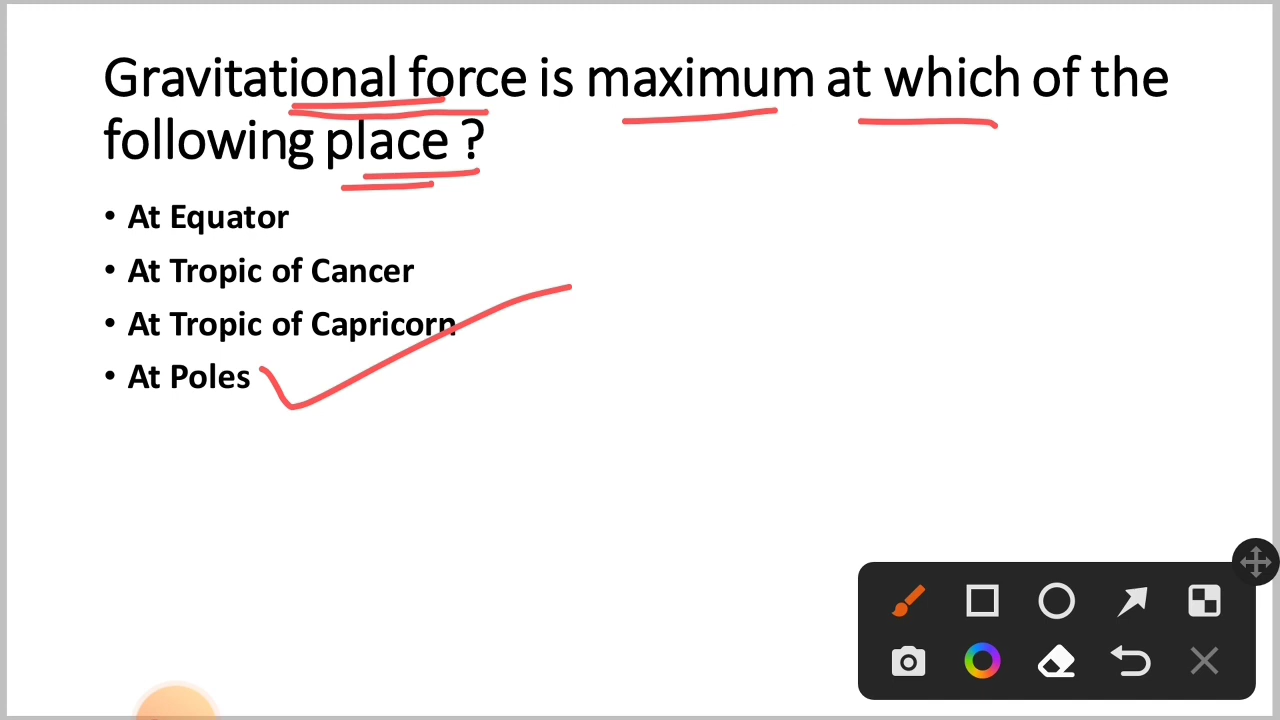 Gravitational force is maximum at which of the
following place ?
• At Equator
• At Tropic of Cancer
• At Tropic of Capricorn
• At Poles